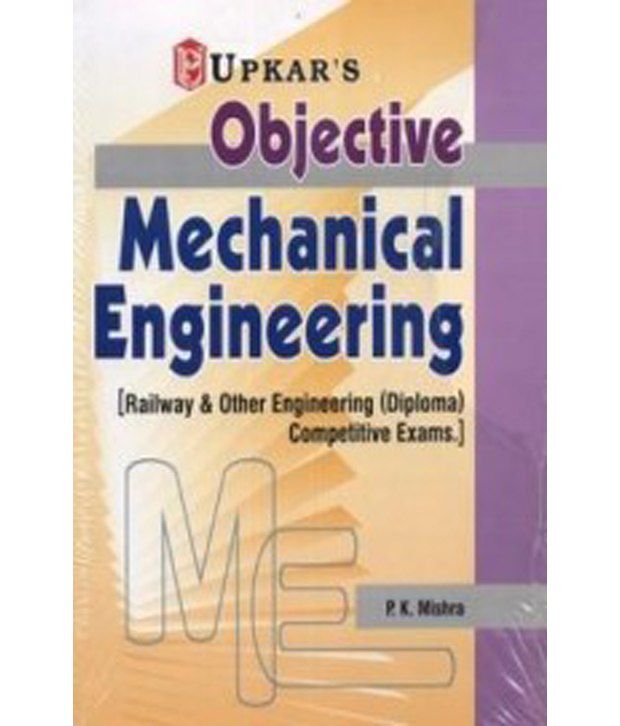 UPKAR'S
Objective
Mechanical
Engineering
[Railway & Other Engineering (Diploma)
Competitive Exams.]
ME
P. K. Mishra